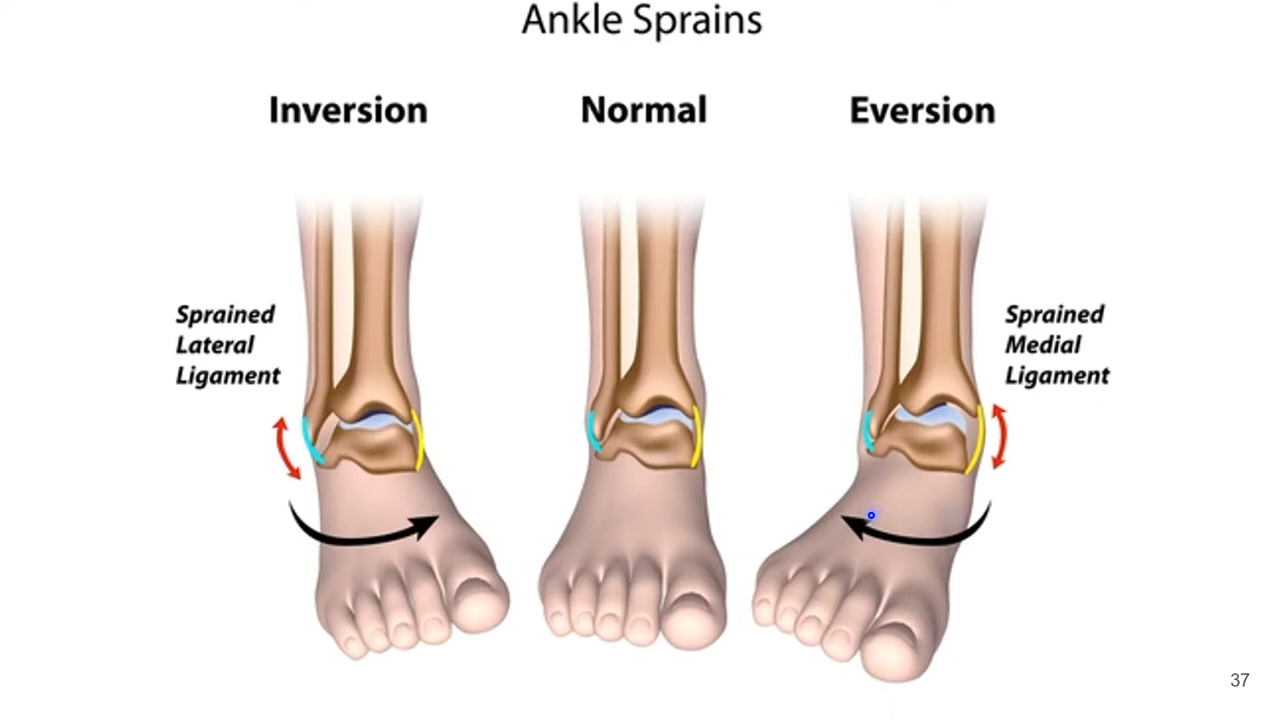 Ankle Sprains
Inversion
Normal
Eversion
Sprained
Lateral
Ligament
Sprained
Medial
Ligament
37